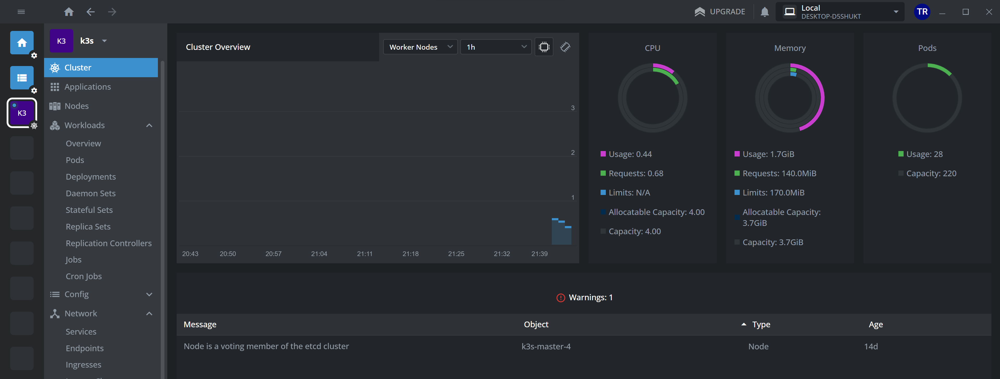 UPGRADE
Local
DESKTOP-D5SHUKT
TR
K3
k3s
K3
Cluster
Applications
Nodes
Workloads
Overview
Pods
Deployments
Daemon Sets
Stateful Sets
Replica Sets
Replication Controllers
Jobs
Cron Jobs
Config
Network
Services
Endpoints
Ingresses
Cluster Overview
Worker Nodes
1h
3
2
1
20:43 20:50 20:57 21:04 21:11 21:18 21:25 21:32 21:39
CPU
Usage: 0.44
Requests: 0.68
Limits: N/A
Allocatable Capacity: 4.00
Capacity: 4.00
Memory
Usage: 1.7GiB
Requests: 140.0MiB
Limits: 170.0MiB
Allocatable Capacity:
3.7GiB
Capacity: 3.7GiB
Pods
Usage: 28
Capacity: 220
Warnings: 1
Message Object Type Age
Node is a voting member of the etcd cluster k3s-master-4 Node 14d